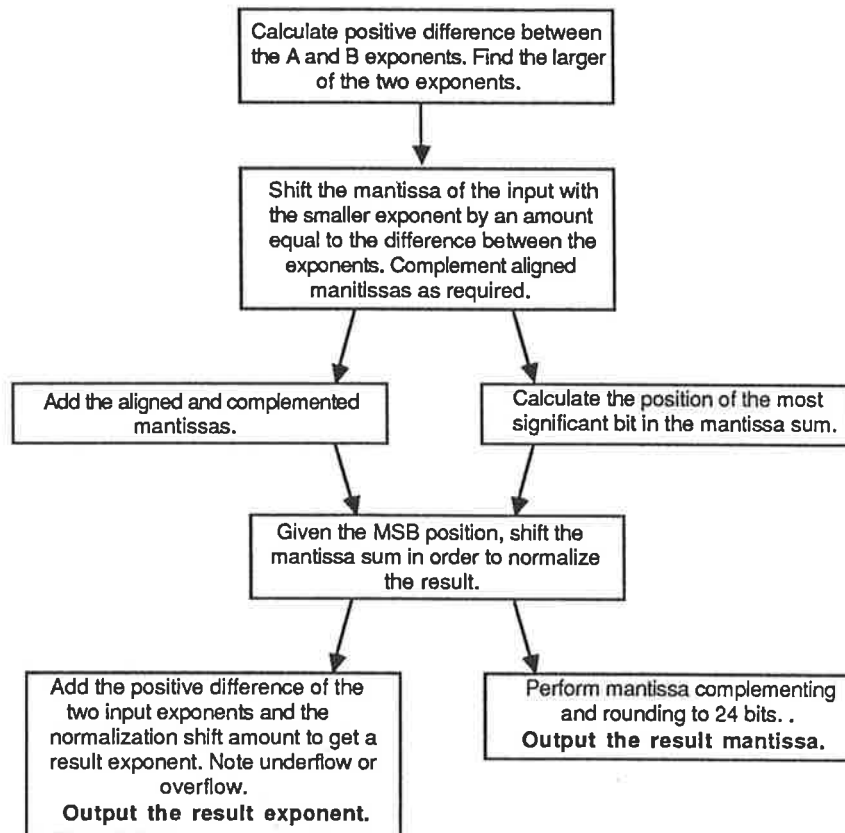 Calculate positive difference between
the A and B exponents. Find the larger
of the two exponents.
Shift the mantissa of the input with
the smaller exponent by an amount
equal to the difference between the
exponents. Complement aligned
manitissas as required.
Add the aligned and complemented
mantissas.
Calculate the position of the most
significant bit in the mantissa sum.
Given the MSB position, shift the
mantissa sum in order to normalize
the result.
Add the positive difference of the
two input exponents and the
normalization shift amount to get a
result exponent. Note underflow or
overflow.
Output the result exponent.
Perform mantissa complementing
and rounding to 24 bits. .
Output the result mantissa.